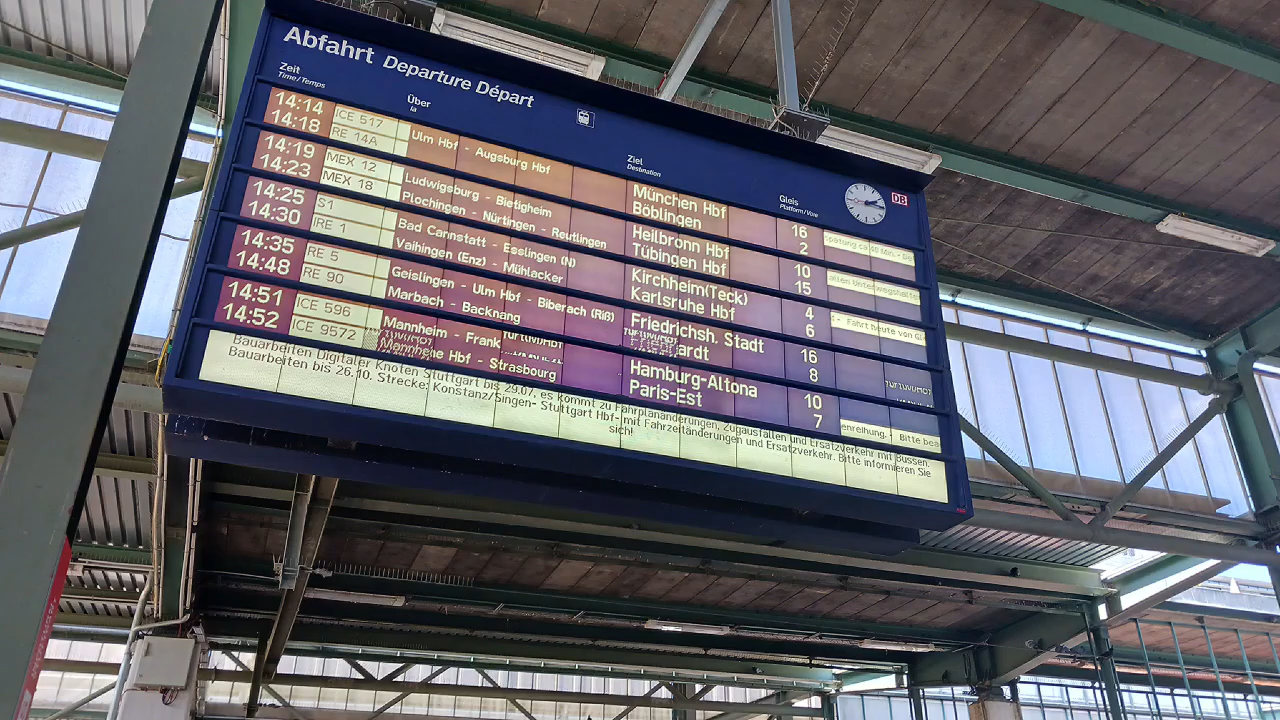 Abfahrt Departure Départ
Zeit Über Ziel Gleis
Time/Temps Via Destination Platform/Voie
DB
14:14 ICE 517 Ulm Hbf - Augsburg Hbf München Hbf 16 ca. 40 Min. -
14:18 RE 14A Böblingen 2
14:19 MEX 12 Ludwigsburg - Bietigheim Heilbronn Hbf 10
14:23 MEX 18 Plochingen - Nürtingen - Reutlingen Tübingen Hbf 15
14:25 S1 Bad Cannstatt - Esslingen (N) Kirchheim(Teck) 4
14:30 IRE 1 Vaihingen (Enz) - Mühlacker Karlsruhe Hbf 6 - Fahrt heute von
14:35 RE 5 Geislingen - Ulm Hbf - Biberach (Riß) Friedrichsh. Stadt 16
14:48 RE 90 Marbach - Backnang 8
14:51 ICE 596 Mannheim - Frank Hamburg-Altona 10
14:52 ICE 9572 Hbf - Strasbourg Paris-Est 7 enreihung. - Bitte bea
Bauarbeiten Digitaler Knoten Stuttgart bis 29.07, es kommt zu Fahrplanänderungen, Zugausfällen und Ersatzverkehr mit Bussen.
Bauarbeiten bis 26.10. Strecke: Konstanz/Singen- Stuttgart Hbf- mit Fahrzeitänderungen und Ersatzverkehr. Bitte informieren Sie
sich!